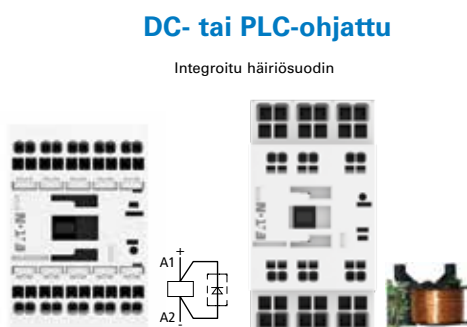 DC- tai PLC-ohjattu
Integroitu häiriösuodin
A1 +
A2 -